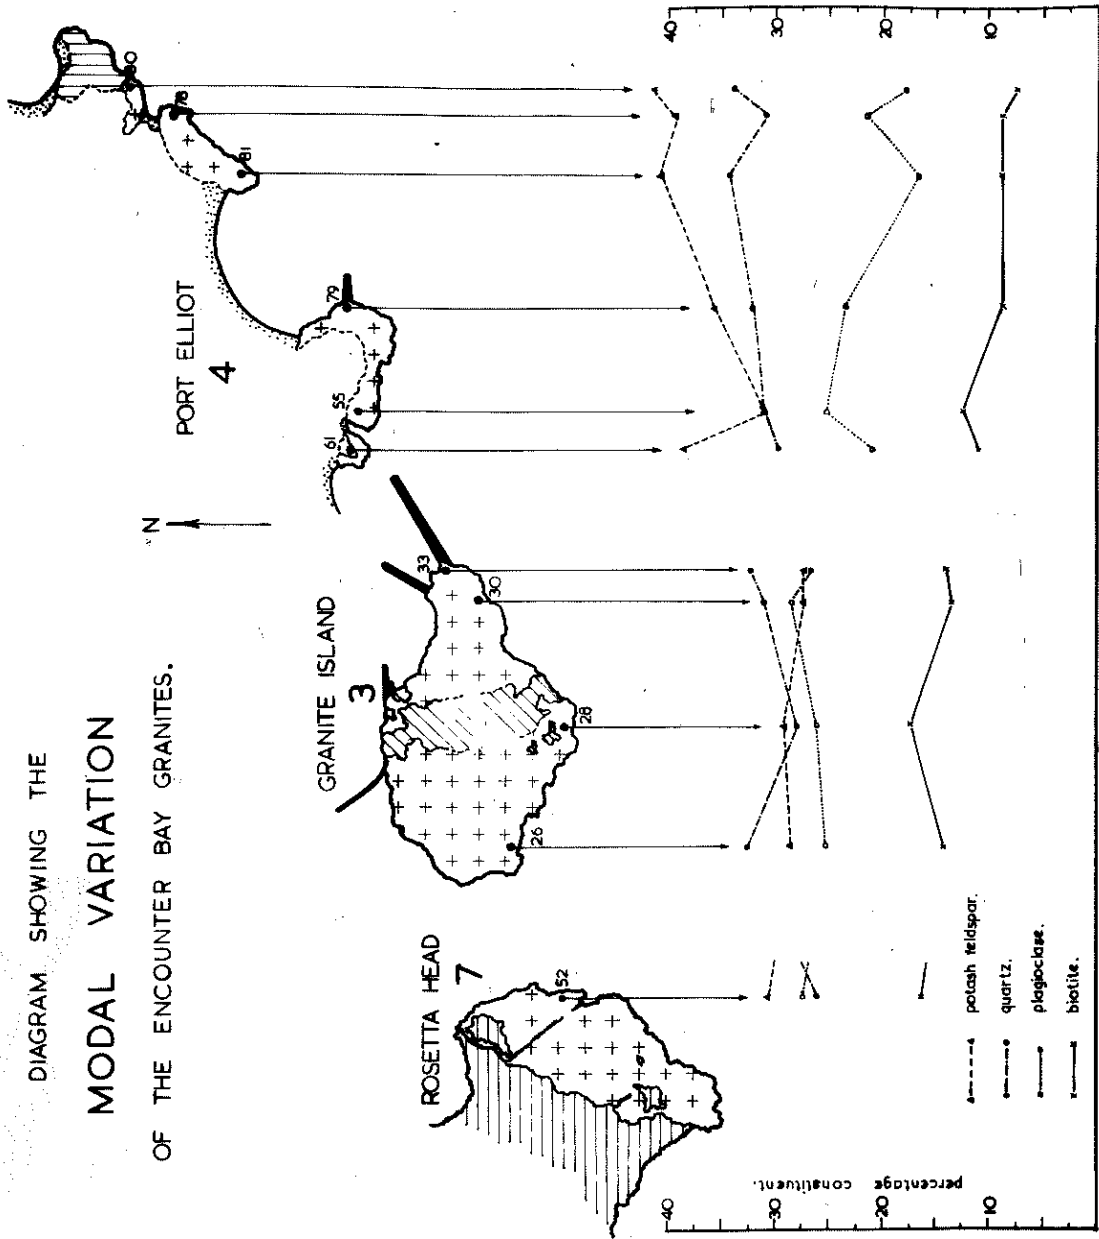 DIAGRAM SHOWING THE
MODAL VARIATION
OF THE ENCOUNTER BAY GRANITES.
N
ROSETTA HEAD
7
52
GRANITE ISLAND
3
26
28
30
33
PORT ELLIOT
4
61
55
79
81
78
80
percentage constituent.
40
30
20
10
40
30
20
10
potash feldspar.
quartz.
plagioclase.
biotite.